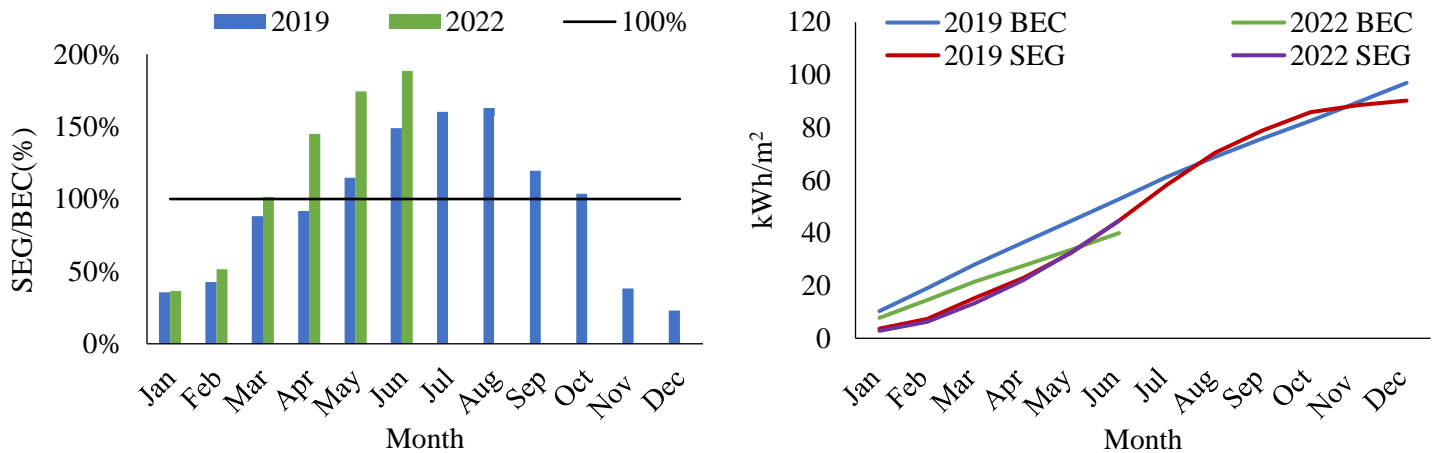 2019 2022 100%
200%
150%
100%
50%
0%
SEG/BEC(%)
Jan Feb Mar Apr May Jun Jul Aug Sep Oct Nov Dec
Month
2019 BEC 2022 BEC
2019 SEG 2022 SEG
120
100
80
60
40
20
0
kWh/m²
Jan Feb Mar Apr May Jun Jul Aug Sep Oct Nov Dec
Month